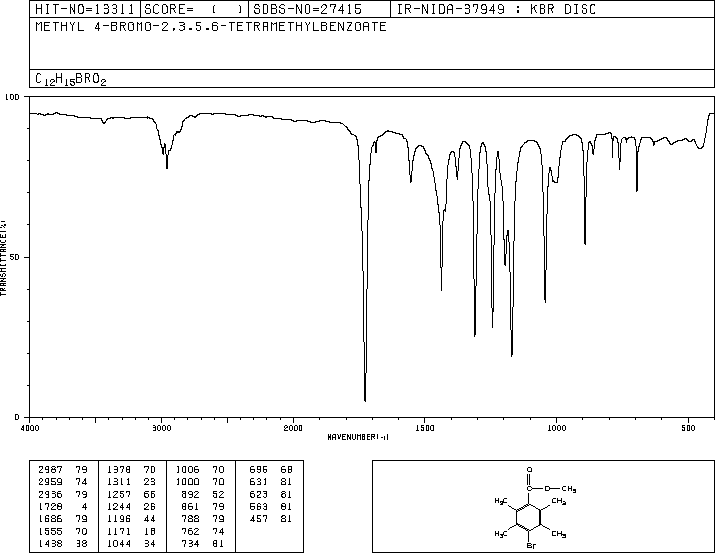 HIT-NO=13311 SCORE= ( ) SDBS-NO=27415 IR-NIDA-37949 : KBR DISC
METHYL 4-BROMO-2,3,5,6-TETRAMETHYLBENZOATE
C12H15BRO2
100
50
0
TRANSMITTANCE(%)
4000 3000 2000 1500 1000 500
WAVENUMBER(-1)
2987 79 1378 70 1006 70 696 68
2959 74 1311 23 1000 70 631 81
2936 79 1257 66 892 52 623 81
1728 4 1244 26 861 79 563 81
1686 79 1196 44 788 79 457 81
1555 70 1171 18 762 74
1438 38 1044 34 734 81
O
C—O—CH3
H3C CH3
H3C CH3
Br